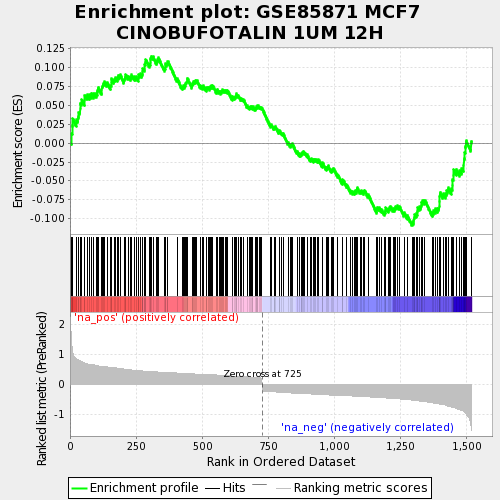 Enrichment plot: GSE85871 MCF7
CINOBUFOTALIN 1UM 12H
Enrichment score (ES)
0.125
0.100
0.075
0.050
0.025
0.000
-0.025
-0.050
-0.075
-0.100
'na_pos' (positively correlated)
Ranked list metric (PreRanked)
2
1
0
-1
Zero cross at 725
'na_neg' (negatively correlated)
0
250
500
750
1,000
1,250
1,500
Rank in Ordered Dataset
Enrichment profile
Hits
Ranking metric scores